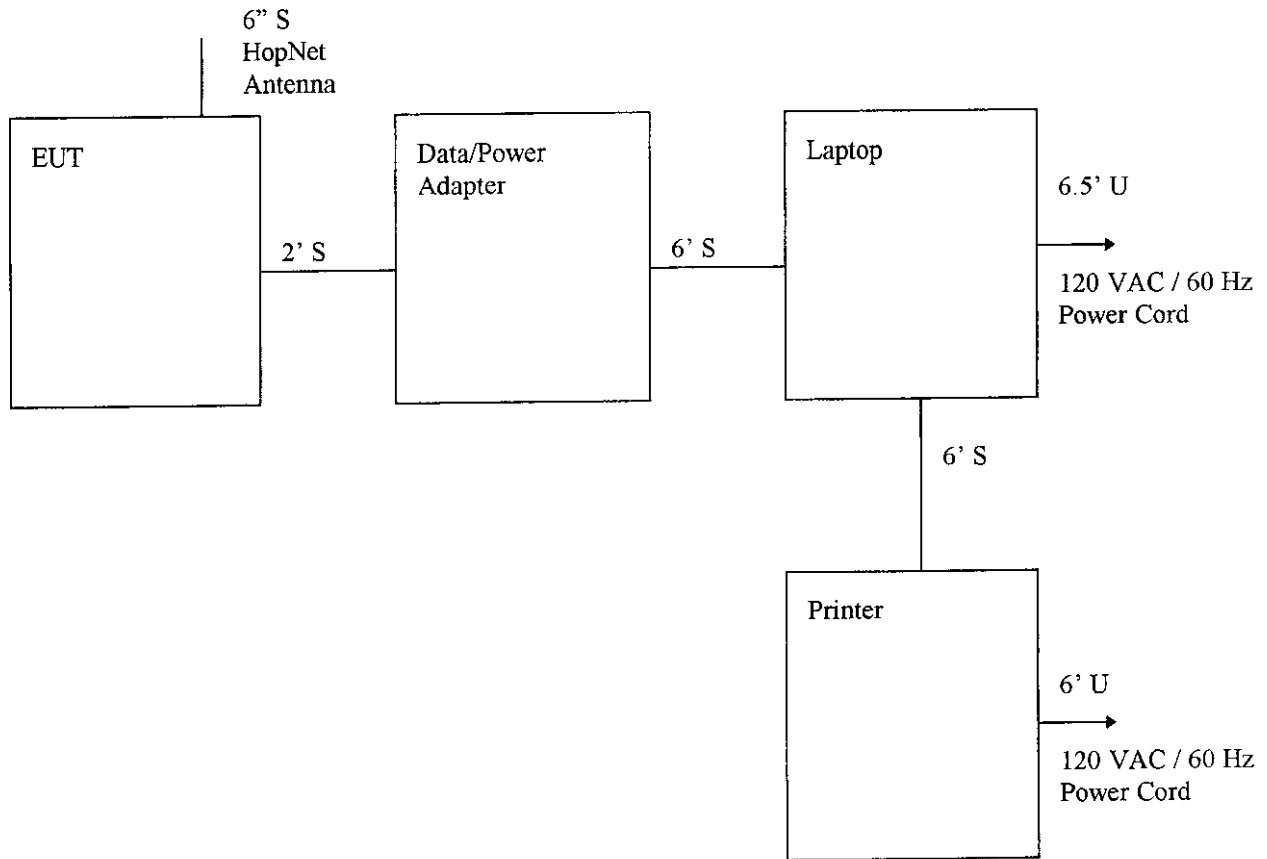 6” S
HopNet
Antenna
EUT
Data/Power
Adapter
Laptop
6.5’ U
2’ S
6’ S
120 VAC / 60 Hz
Power Cord
6’ S
Printer
6’ U
120 VAC / 60 Hz
Power Cord